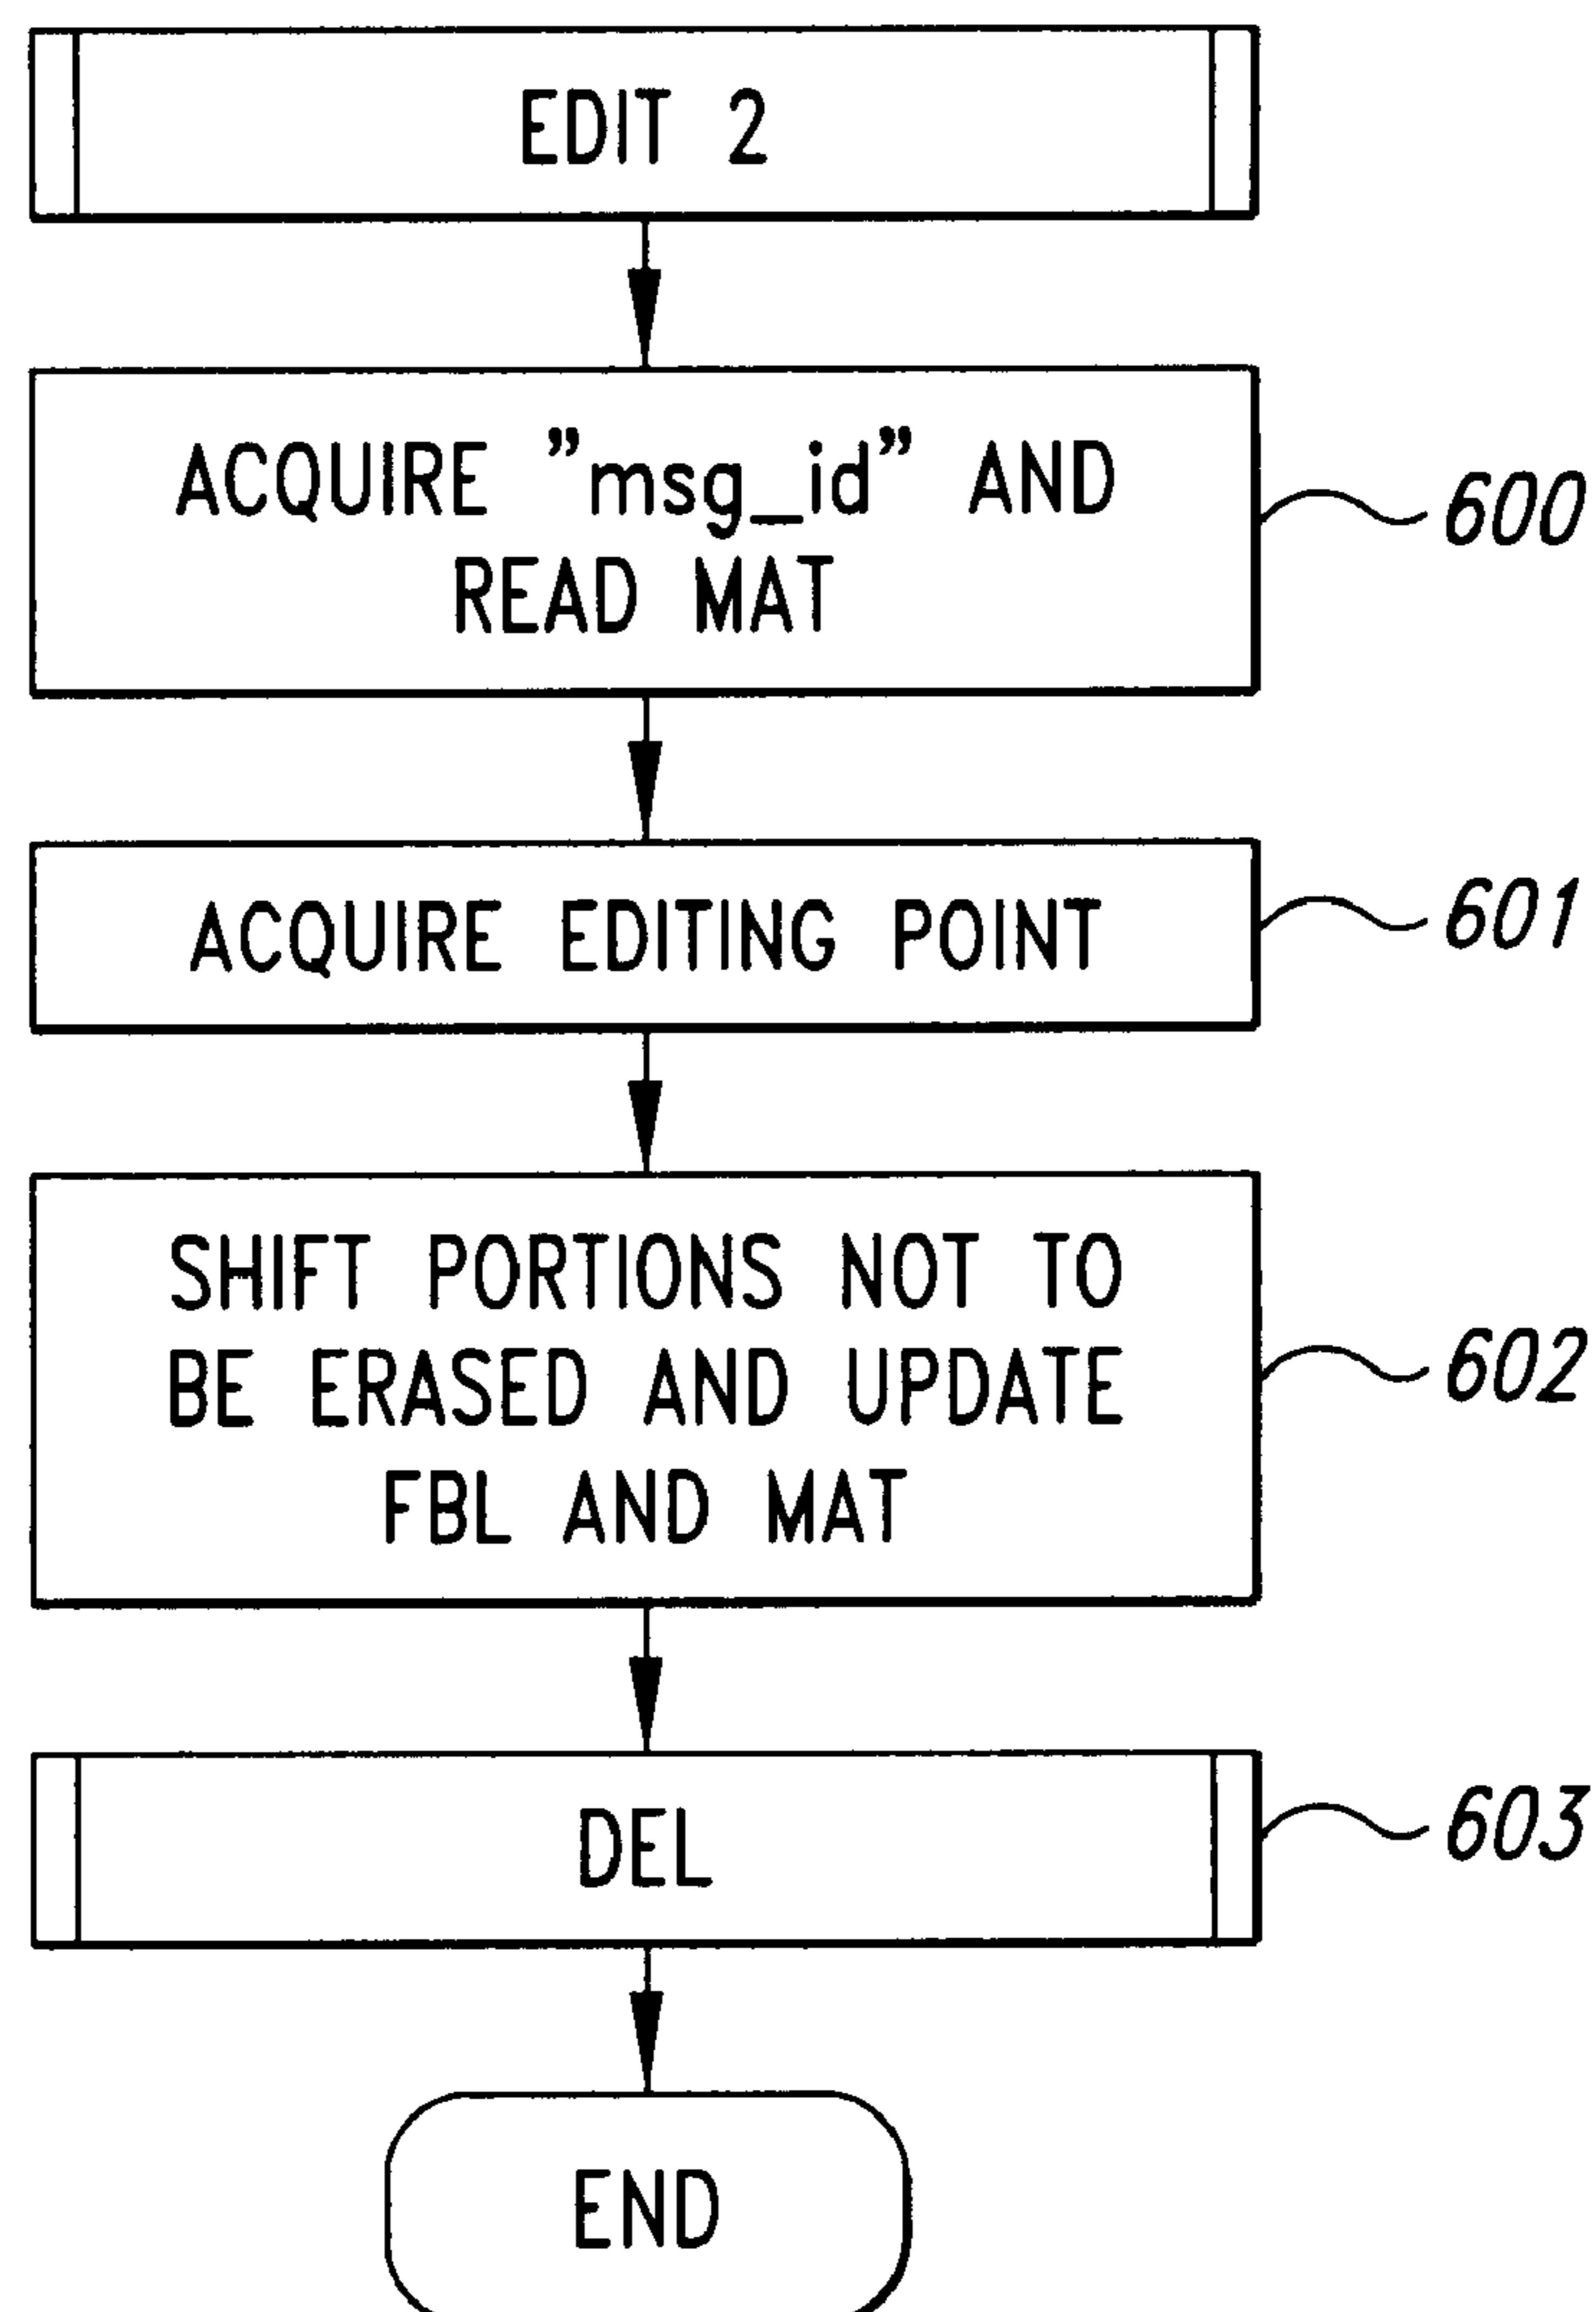 EDIT 2
ACQUIRE ”msg_id” AND
READ MAT
600
ACQUIRE EDITING POINT
601
SHIFT PORTIONS NOT TO
BE ERASED AND UPDATE
FBL AND MAT
602
DEL
603
END